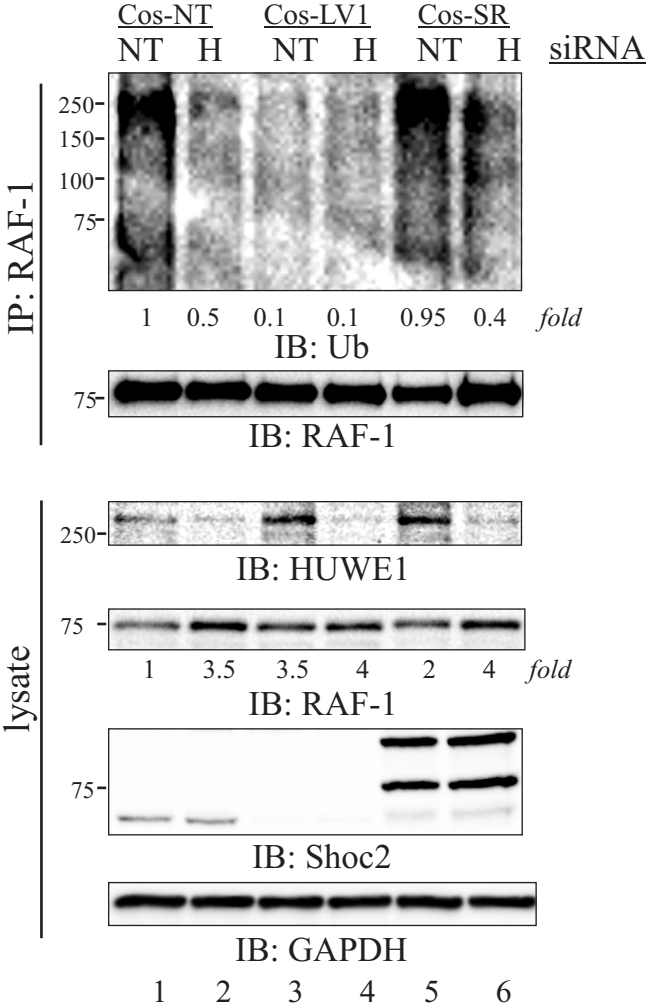 Cos-NT Cos-LV1 Cos-SR
NT H NT H NT H siRNA
IP: RAF-1
250
150
100
75
1 0.5 0.1 0.1 0.95 0.4 fold
IB: Ub
75
IB: RAF-1
lysate
250
IB: HUWE1
75
1 3.5 3.5 4 2 4 fold
IB: RAF-1
75
IB: Shoc2
IB: GAPDH
1 2 3 4 5 6